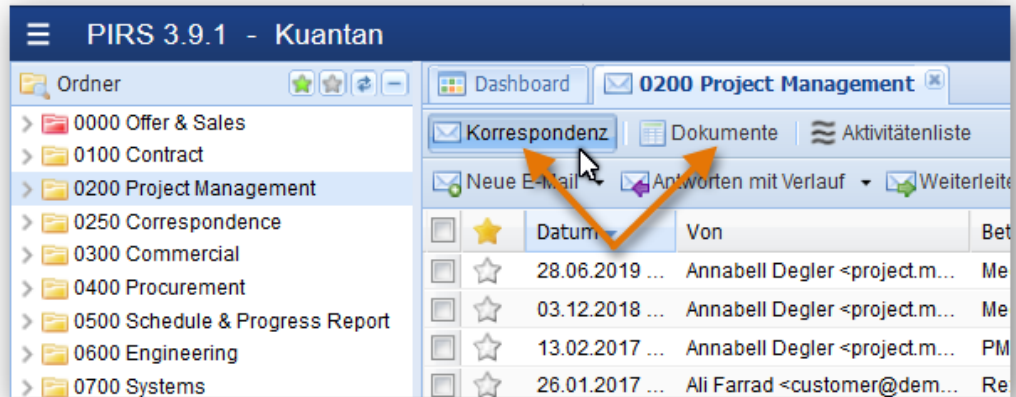 PIRS 3.9.1 - Kuantan
Ordner
Dashboard
0200 Project Management
0000 Offer & Sales
0100 Contract
0200 Project Management
0250 Correspondence
0300 Commercial
0400 Procurement
0500 Schedule & Progress Report
0600 Engineering
0700 Systems
Korrespondenz Dokumente Aktivitätenliste
Neue E-Mail Antworten mit Verlauf Weiterleite
Datum Von Bet
28.06.2019 ... Annabell Degler <project.m... Me
03.12.2018 ... Annabell Degler <project.m... Me
13.02.2017 ... Annabell Degler <project.m... PM
26.01.2017 ... Ali Farrad <customer@dem... Re